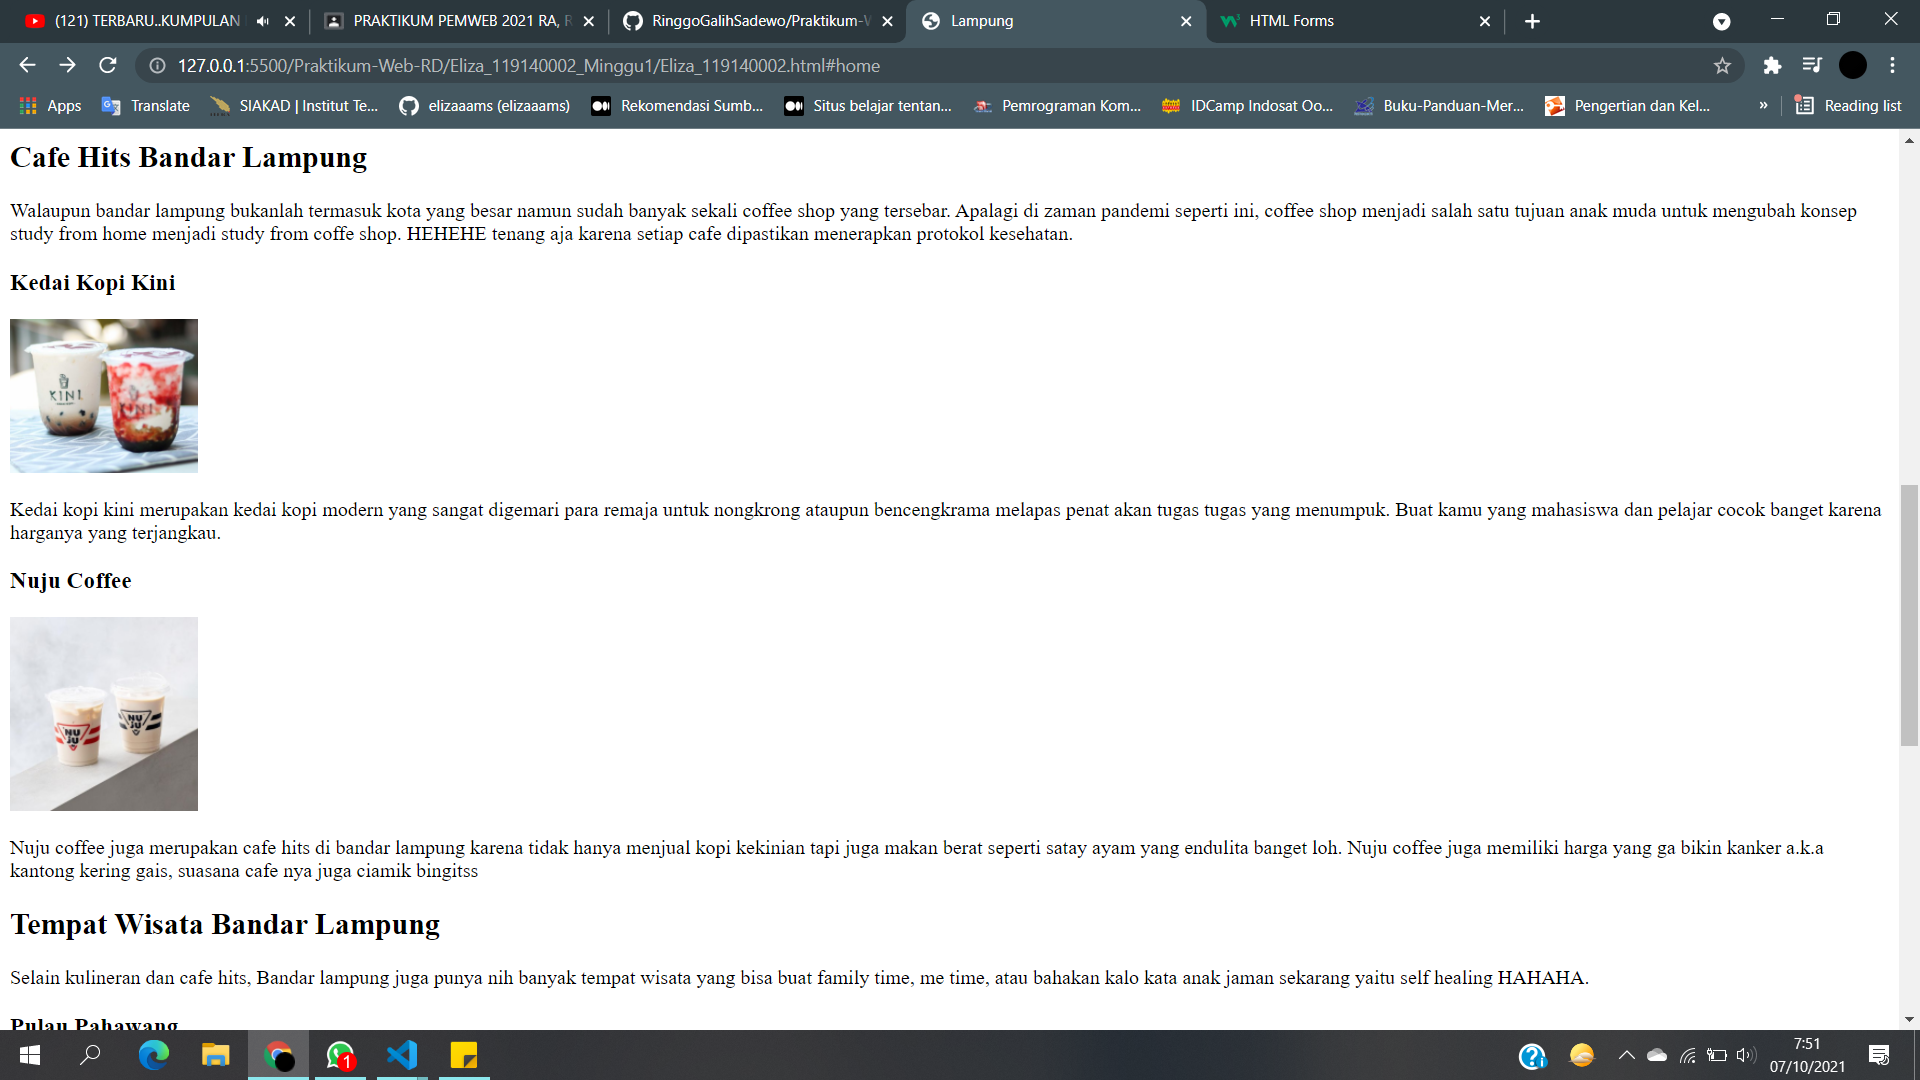 (121) TERBARU..KUMPULAN
PRAKTIKUM PEMWEB 2021 RA, R
RinggoGalihSadewo/Praktikum-W
Lampung
HTML Forms
127.0.0.1:5500/Praktikum-Web-RD/Eliza_119140002_Minggu1/Eliza_119140002.html#home
Apps
Translate
SIAKAD | Institut Te...
elizaaams (elizaaams)
Rekomendasi Sumb...
Situs belajar tentan...
Pemrograman Kom...
IDCamp Indosat Oo...
Buku-Panduan-Mer...
Pengertian dan Kel...
»
Reading list
Cafe Hits Bandar Lampung
Walaupun bandar lampung bukanlah termasuk kota yang besar namun sudah banyak sekali coffee shop yang tersebar. Apalagi di zaman pandemi seperti ini, coffee shop menjadi salah satu tujuan anak muda untuk mengubah konsep
study from home menjadi study from coffe shop. HEHEHE tenang aja karena setiap cafe dipastikan menerapkan protokol kesehatan.
Kedai Kopi Kini
KINI
KINI
Kedai kopi kini merupakan kedai kopi modern yang sangat digemari para remaja untuk nongkrong ataupun bencengkrama melapas penat akan tugas tugas yang menumpuk. Buat kamu yang mahasiswa dan pelajar cocok banget karena
harganya yang terjangkau.
Nuju Coffee
NU
JU
NU
JU
Nuju coffee juga merupakan cafe hits di bandar lampung karena tidak hanya menjual kopi kekinian tapi juga makan berat seperti satay ayam yang endulita banget loh. Nuju coffee juga memiliki harga yang ga bikin kanker a.k.a
kantong kering gais, suasana cafe nya juga ciamik bingitss
Tempat Wisata Bandar Lampung
Selain kulineran dan cafe hits, Bandar lampung juga punya nih banyak tempat wisata yang bisa buat family time, me time, atau bahakan kalo kata anak jaman sekarang yaitu self healing HAHAHA.
Pulau Pahawang
1
7:51
07/10/2021